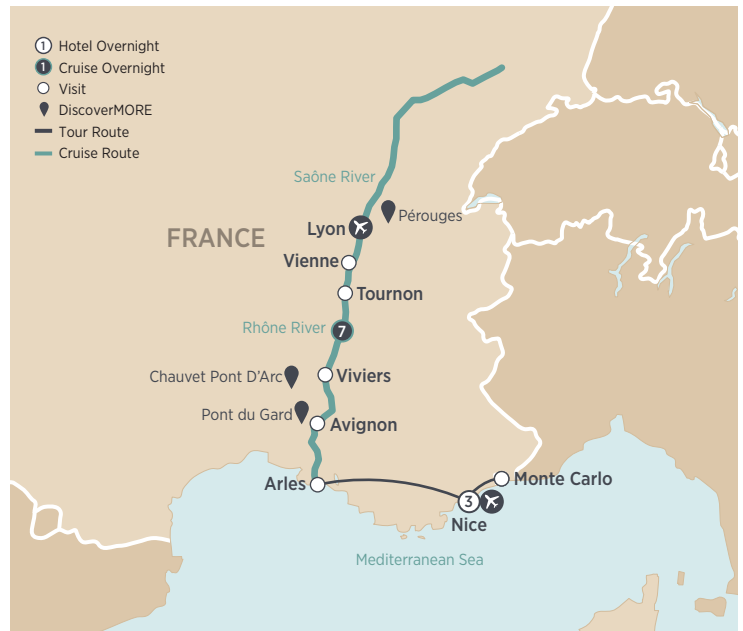 1 Hotel Overnight
1 Cruise Overnight
Visit
DiscoverMORE
Tour Route
Cruise Route
Saône River
Pérouges
Lyon
FRANCE
Vienne
Tournon
Rhône River
7
Chauvet Pont D'Arc
Viviers
Pont du Gard
Avignon
Arles
Monte Carlo
3
Nice
Mediterranean Sea